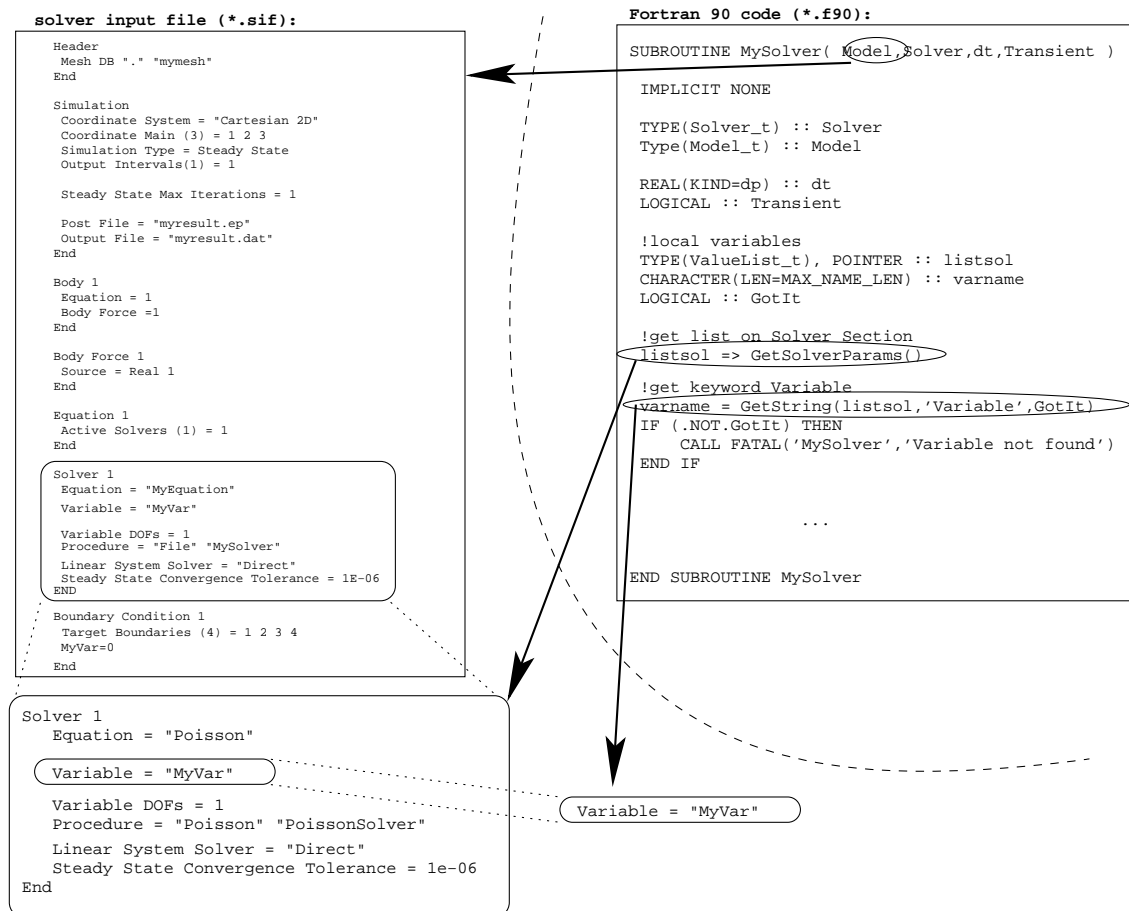 solver input file (*.sif):
Header
Mesh DB "." "mymesh"
End
Simulation
Coordinate System = "Cartesian 2D"
Coordinate Main (3) = 1 2 3
Simulation Type = Steady State
Output Intervals(1) = 1
Steady State Max Iterations = 1
Post File = "myresult.ep"
Output File = "myresult.dat"
End
Body 1
Equation = 1
Body Force =1
End
Body Force 1
Source = Real 1
End
Equation 1
Active Solvers (1) = 1
End
Solver 1
Equation = "MyEquation"
Variable = "MyVar"
Variable DOFs = 1
Procedure = "File" "MySolver"
Linear System Solver = "Direct"
Steady State Convergence Tolerance = 1E-06
END
Boundary Condition 1
Target Boundaries (4) = 1 2 3 4
MyVar=0
End
Solver 1
Equation = "Poisson"
Variable = "MyVar"
Variable DOFs = 1
Procedure = "Poisson" "PoissonSolver"
Linear System Solver = "Direct"
Steady State Convergence Tolerance = 1e-06
End
Fortran 90 code (*.f90):
SUBROUTINE MySolver( Model,Solver,dt,Transient )
IMPLICIT NONE
TYPE(Solver_t) :: Solver
Type(Model_t) :: Model
REAL(KIND=dp) :: dt
LOGICAL :: Transient
!local variables
TYPE(ValueList_t), POINTER :: listsol
CHARACTER(LEN=MAX_NAME_LEN) :: varname
LOGICAL :: GotIt
!get list on Solver Section
listsol => GetSolverParams()
!get keyword Variable
varname = GetString(listsol,'Variable',GotIt)
IF (.NOT.GotIt) THEN
CALL FATAL('MySolver','Variable not found')
END IF
...
END SUBROUTINE MySolver
Variable = "MyVar"